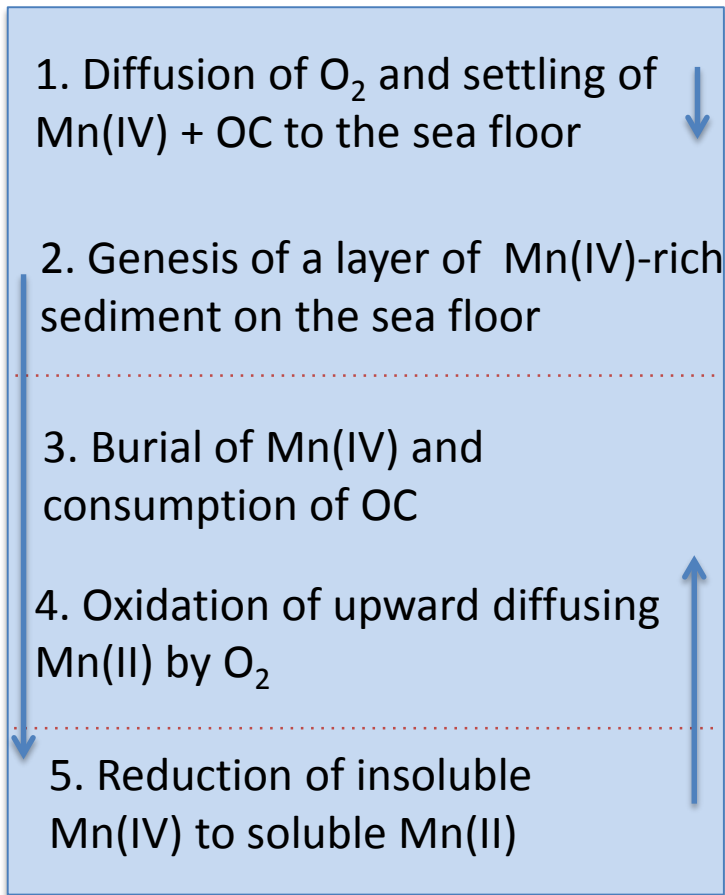 1. Diffusion of O₂ and settling of
Mn(IV) + OC to the sea floor
2. Genesis of a layer of Mn(IV)-rich
sediment on the sea floor
3. Burial of Mn(IV) and
consumption of OC
4. Oxidation of upward diffusing
Mn(II) by O₂
5. Reduction of insoluble
Mn(IV) to soluble Mn(II)